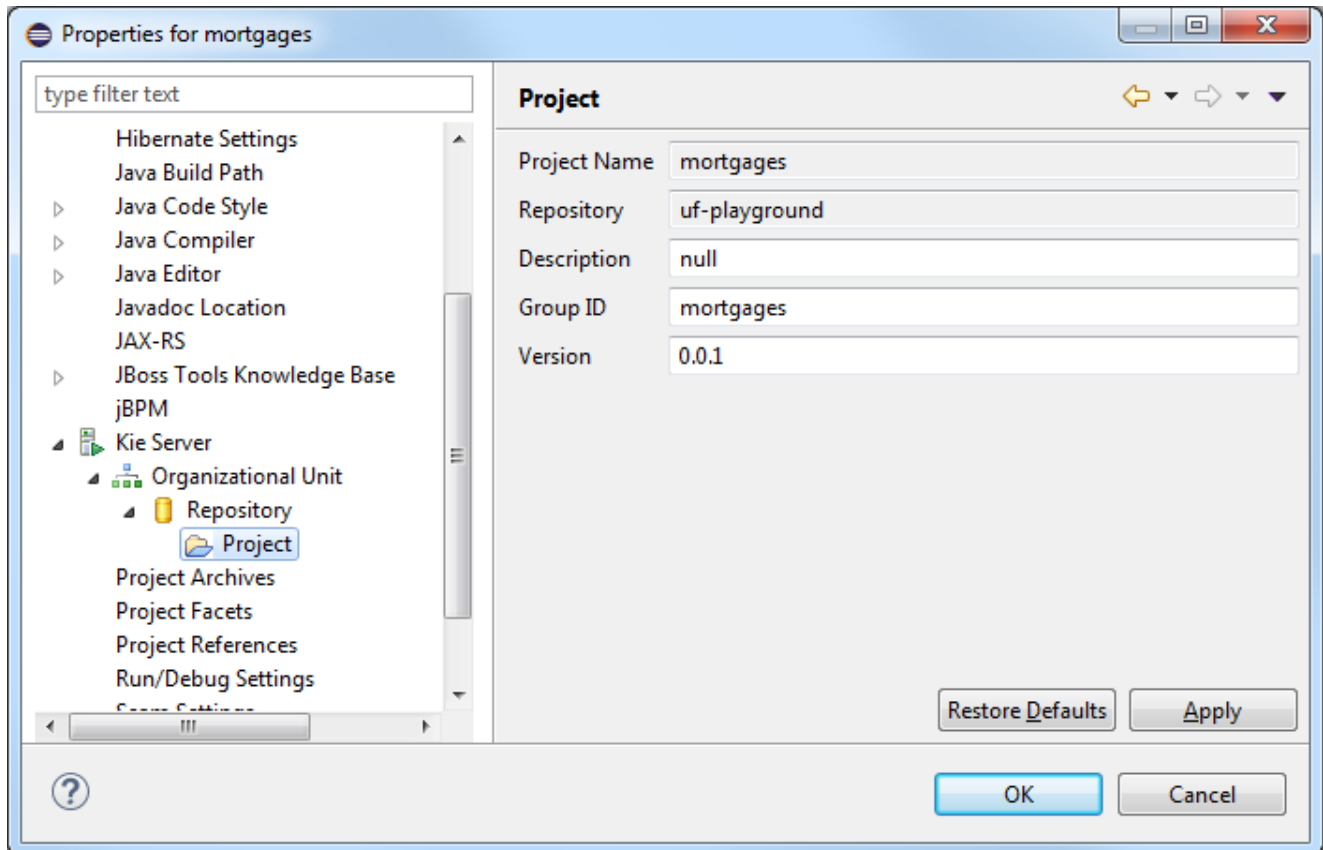 Properties for mortgages
type filter text
Hibernate Settings
Java Build Path
Java Code Style
Java Compiler
Java Editor
Javadoc Location
JAX-RS
JBoss Tools Knowledge Base
jBPM
Kie Server
Organizational Unit
Repository
Project
Project Archives
Project Facets
Project References
Run/Debug Settings
Project
Project Name mortgages
Repository uf-playground
Description null
Group ID mortgages
Version 0.0.1
Restore Defaults Apply
OK Cancel